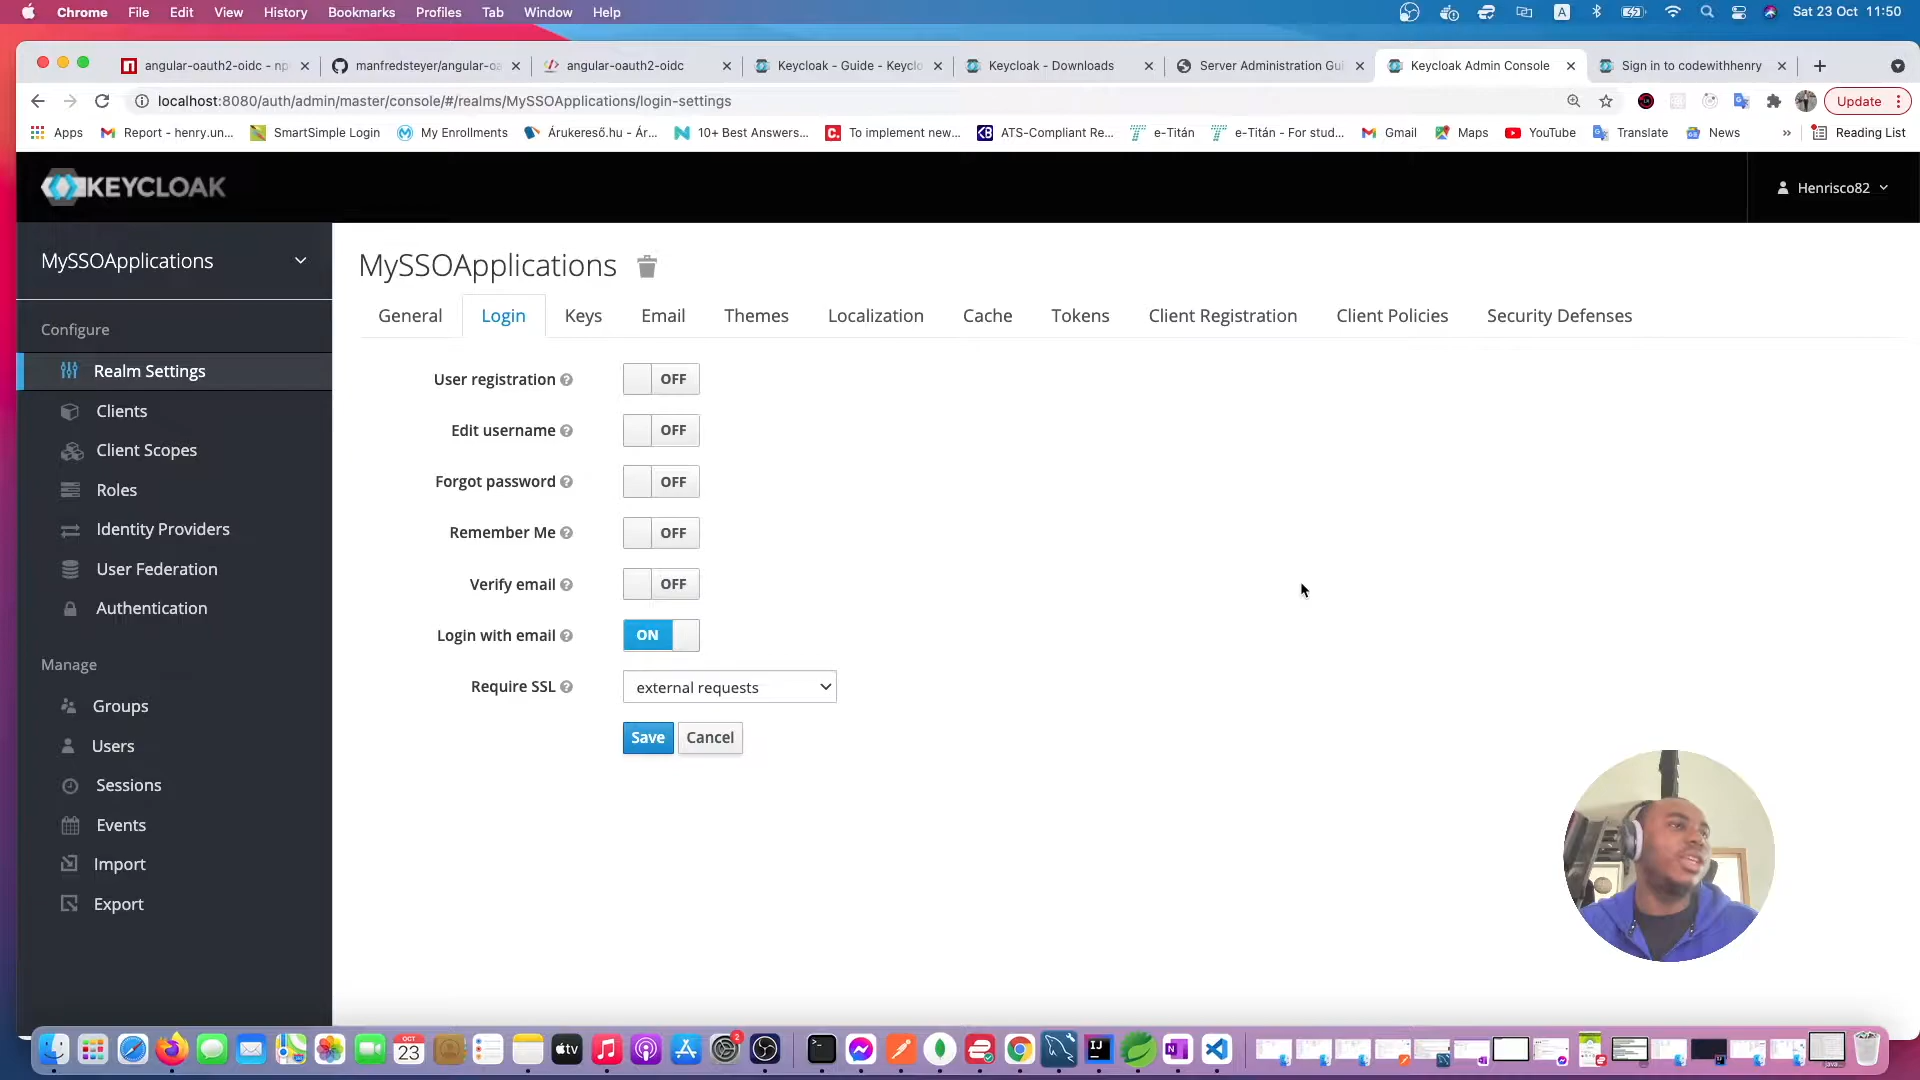 Chrome File Edit View History Bookmarks Profiles Tab Window Help
A
Sat 23 Oct 11:50
angular-oauth2-oidc - np
manfredsteyer/angular-oa
angular-oauth2-oidc
Keycloak - Guide - Keyclo
Keycloak - Downloads
Server Administration Gui
Keycloak Admin Console
Sign in to codewithhenry
localhost:8080/auth/admin/master/console/#/realms/MySSOApplications/login-settings
Update
Apps
Report - henry.un...
SmartSimple Login
My Enrollments
Árukereső.hu - Ár...
10+ Best Answers...
To implement new...
ATS-Compliant Re...
e-Titán
e-Titán - For stud...
Gmail
Maps
YouTube
Translate
News
»
Reading List
KEYCLOAK
Henrisco82
MySSOApplications
Configure
Realm Settings
Clients
Client Scopes
Roles
Identity Providers
User Federation
Authentication
Manage
Groups
Users
Sessions
Events
Import
Export
MySSOApplications
General Login Keys Email Themes Localization Cache Tokens Client Registration Client Policies Security Defenses
User registration OFF
Edit username OFF
Forgot password OFF
Remember Me OFF
Verify email OFF
Login with email ON
Require SSL external requests
Save Cancel
OCT
23
tv
2